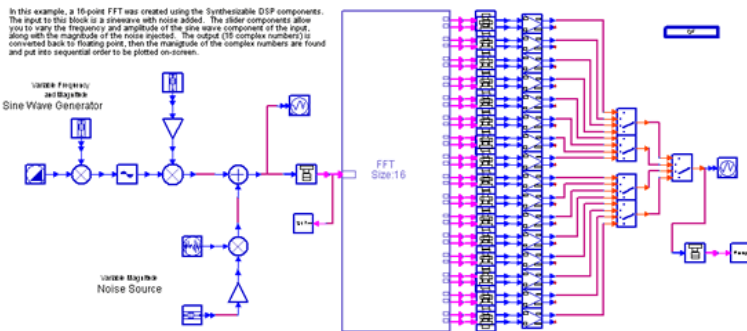 In this example, a 16-point FFT was created using the Synthesizable DSP components.
The input to this block is a sinewave with noise added. The slider components allow
you to vary the frequency and amplitude of the sine wave component of the input,
along with the magnitude of the noise injected. The output (16 complex numbers) is
converted back to floating point, then the manigtude of the complex numbers are found
and put into sequential order to be plotted on-screen.
Variable Frequency
and Magnitude
Sine Wave Generator
FFT
Size:16
Variable Magnitude
Noise Source